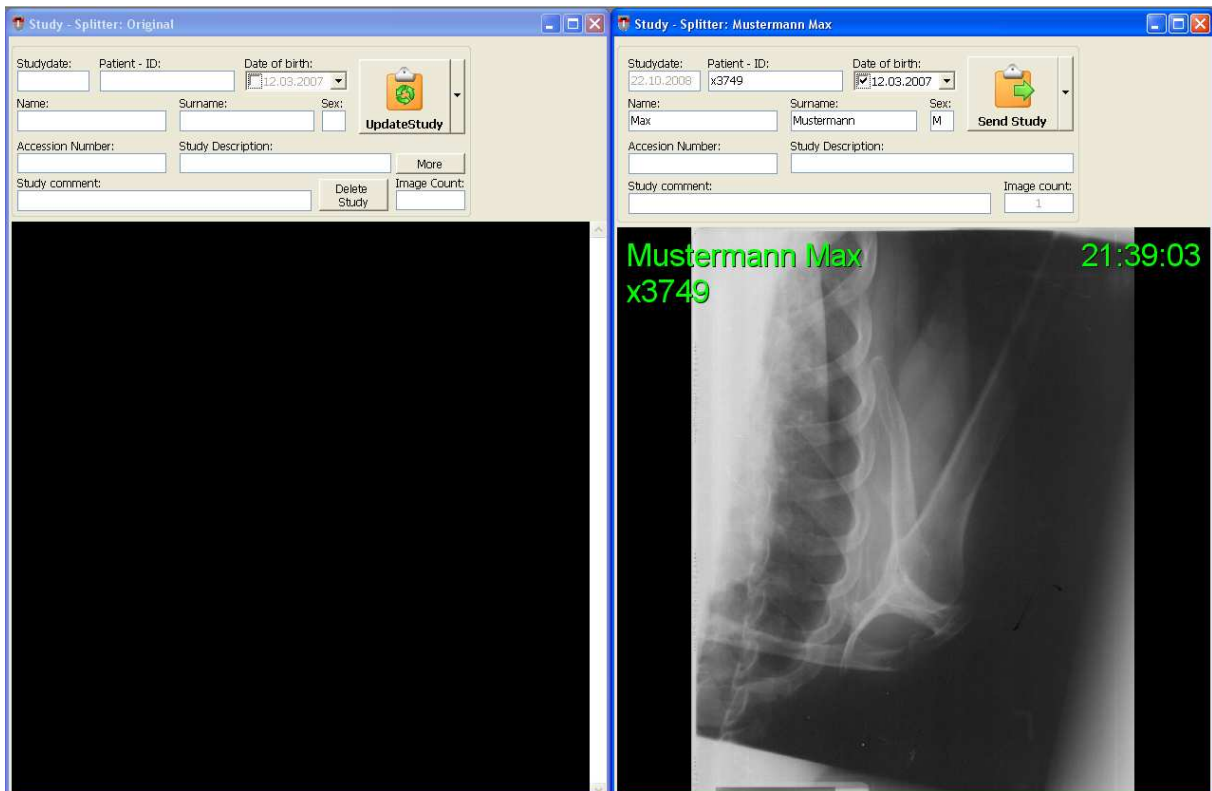 Study - Splitter: Original
Studydate:
Patient - ID:
Date of birth:
12.03.2007
Name:
Surname:
Sex:
UpdateStudy
Accession Number:
Study Description:
More
Study comment:
Delete
Study
Image Count:
Study - Splitter: Mustermann Max
Studydate:
Patient - ID:
Date of birth:
22.10.2008
x3749
12.03.2007
Name:
Surname:
Sex:
Max
Mustermann
M
Send Study
Accesion Number:
Study Description:
Study comment:
Image count:
1
Mustermann Max
21:39:03
x3749